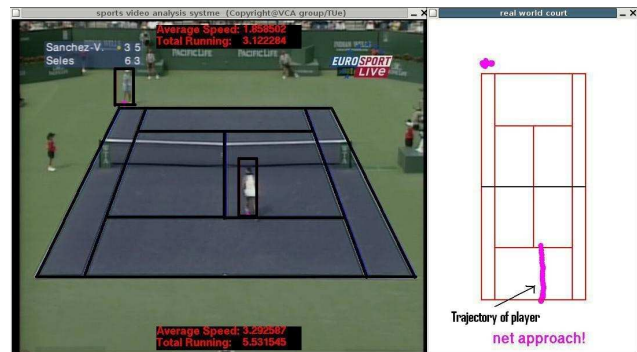 sports video analysis systme (Copyright@VCA group/TUe)
real world court
Average Speed: 1.858502
Total Running: 3.122284
Sanchez-V. 3 5
Seles 6 3
PACIFIC LIFE
EUROSPORT
LIVE
Average Speed: 3.292587
Total Running: 5.531545
Trajectory of player
net approach!